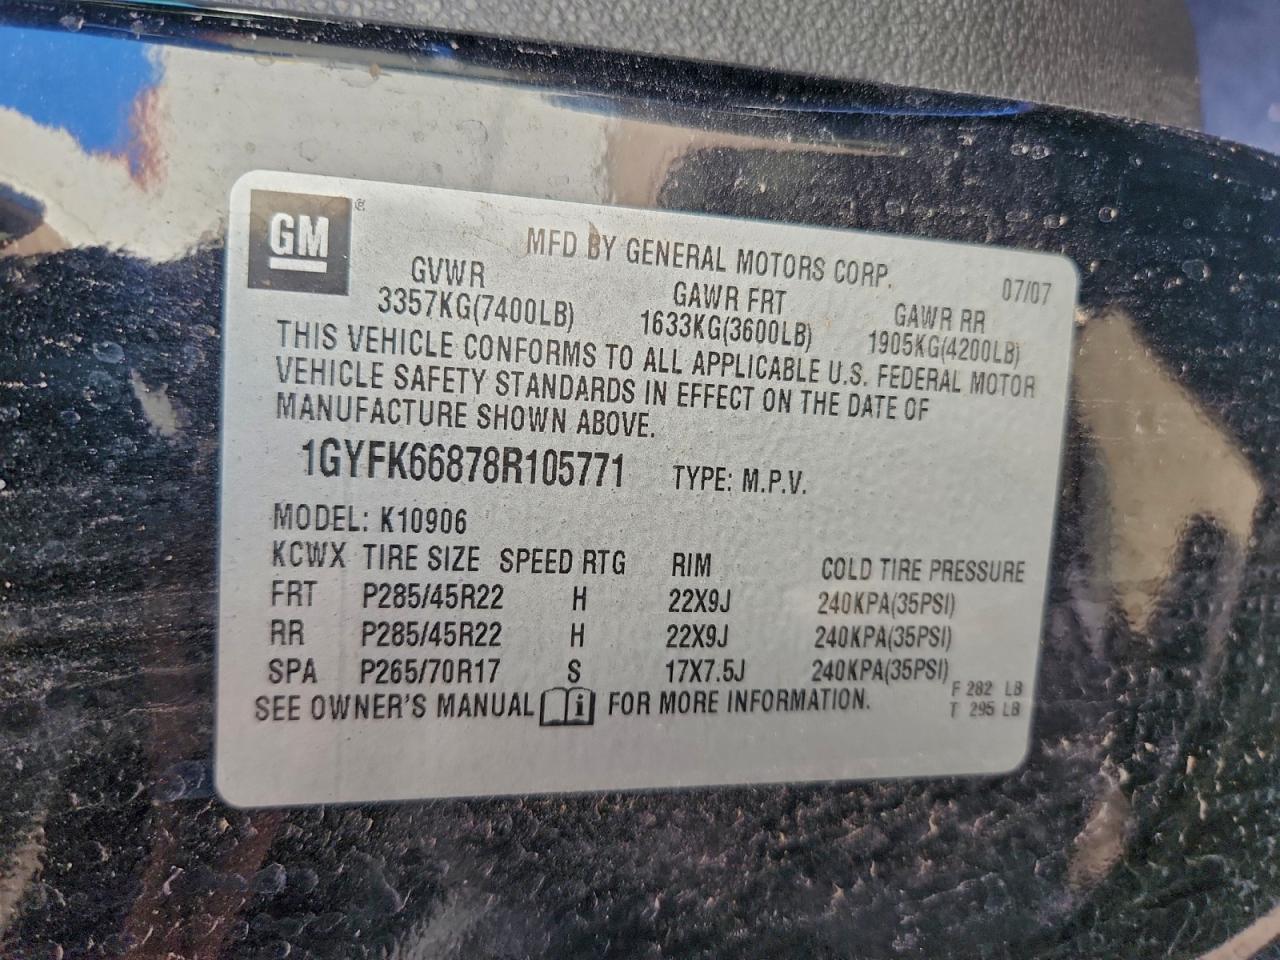 GM
MFD BY GENERAL MOTORS CORP.
07/07
GVWR GAWR FRT GAWR RR
3357KG(7400LB) 1633KG(3600LB) 1905KG(4200LB)
THIS VEHICLE CONFORMS TO ALL APPLICABLE U.S. FEDERAL MOTOR
VEHICLE SAFETY STANDARDS IN EFFECT ON THE DATE OF
MANUFACTURE SHOWN ABOVE.
1GYFK66878R105771 TYPE: M.P.V.
MODEL: K10906
KCWX TIRE SIZE SPEED RTG RIM COLD TIRE PRESSURE
FRT P285/45R22 H 22X9J 240KPA(35PSI)
RR P285/45R22 H 22X9J 240KPA(35PSI)
SPA P265/70R17 S 17X7.5J 240KPA(35PSI)
SEE OWNER'S MANUAL i FOR MORE INFORMATION.
F 282 LB
T 295 LB